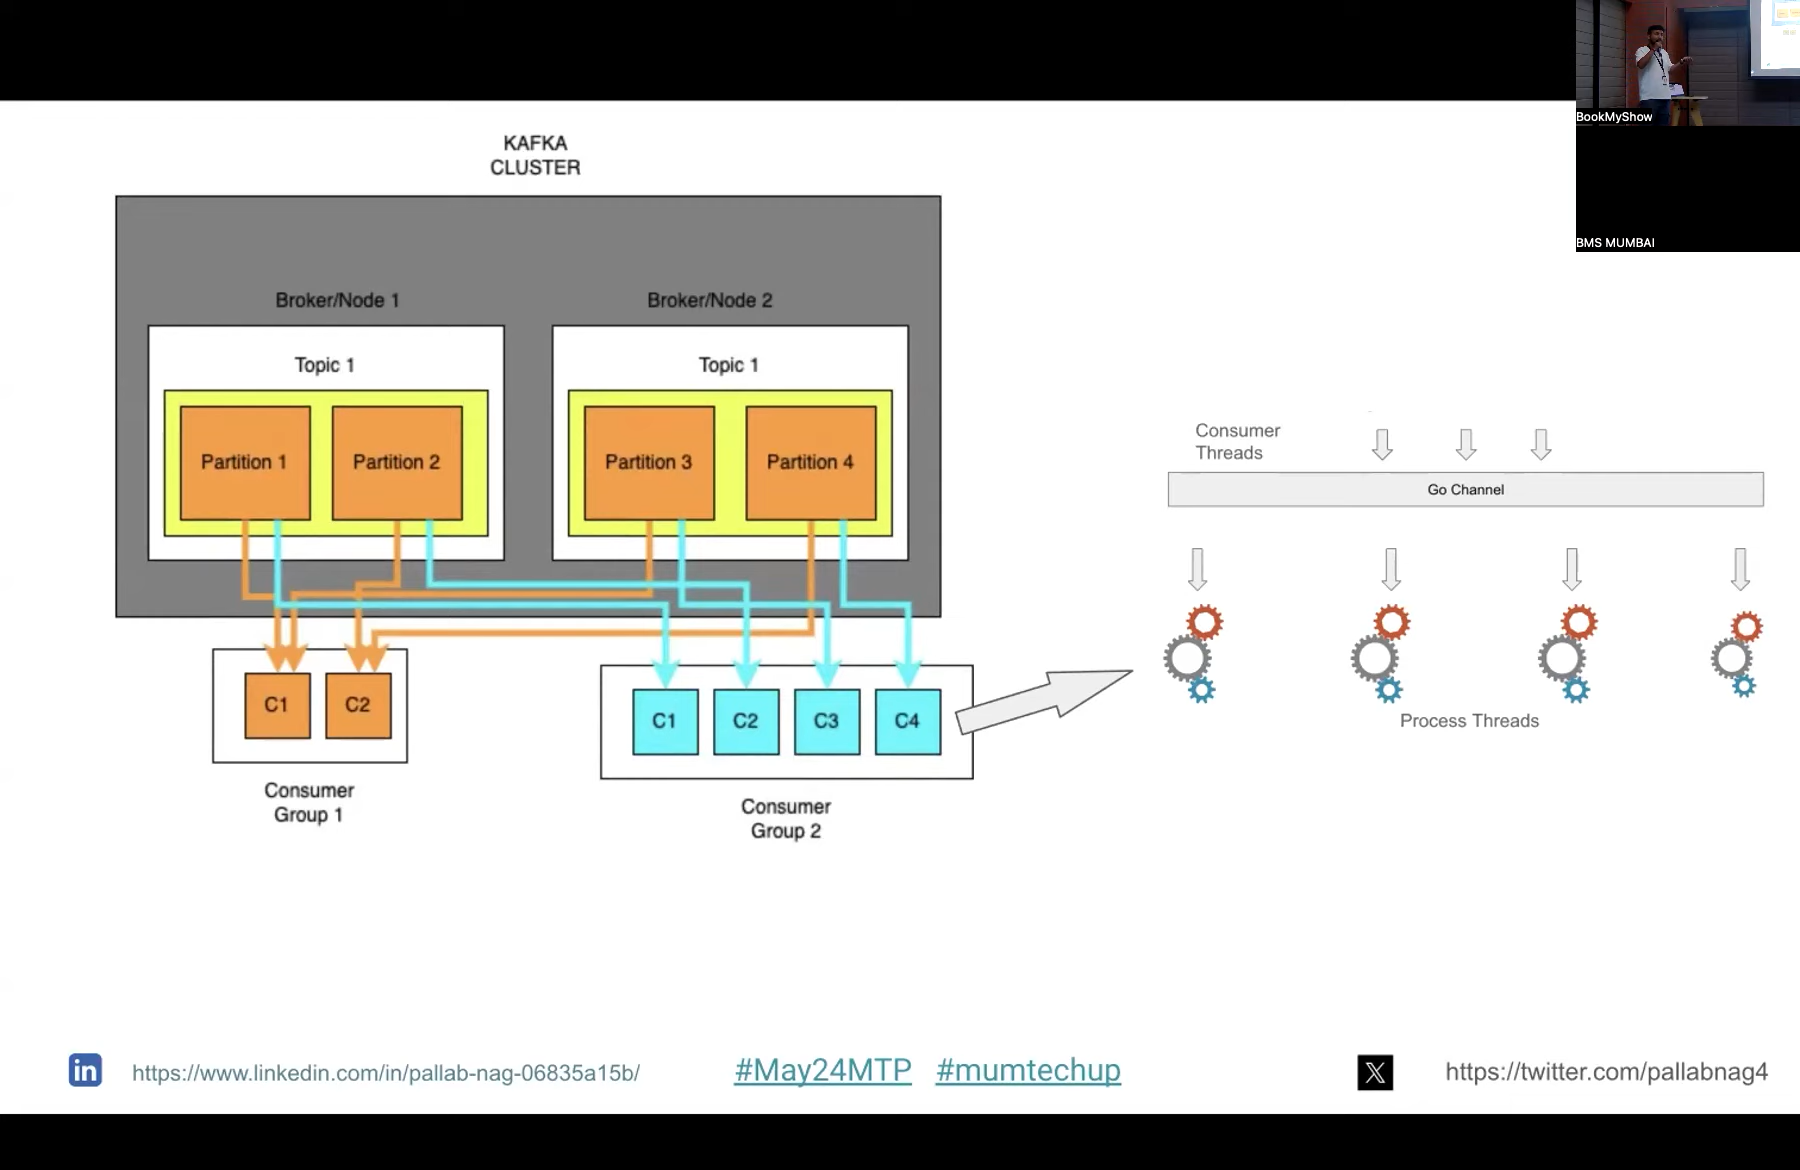 BookMyShow
BMS MUMBAI
KAFKA
CLUSTER
Broker/Node 1
Broker/Node 2
Topic 1
Topic 1
Partition 1
Partition 2
Partition 3
Partition 4
C1
C2
Consumer
Group 1
C1
C2
C3
C4
Consumer
Group 2
Consumer
Threads
Go Channel
Process Threads
in
https://www.linkedin.com/in/pallab-nag-06835a15b/
#May24MTP #mumtechup
X
https://twitter.com/pallabnag4